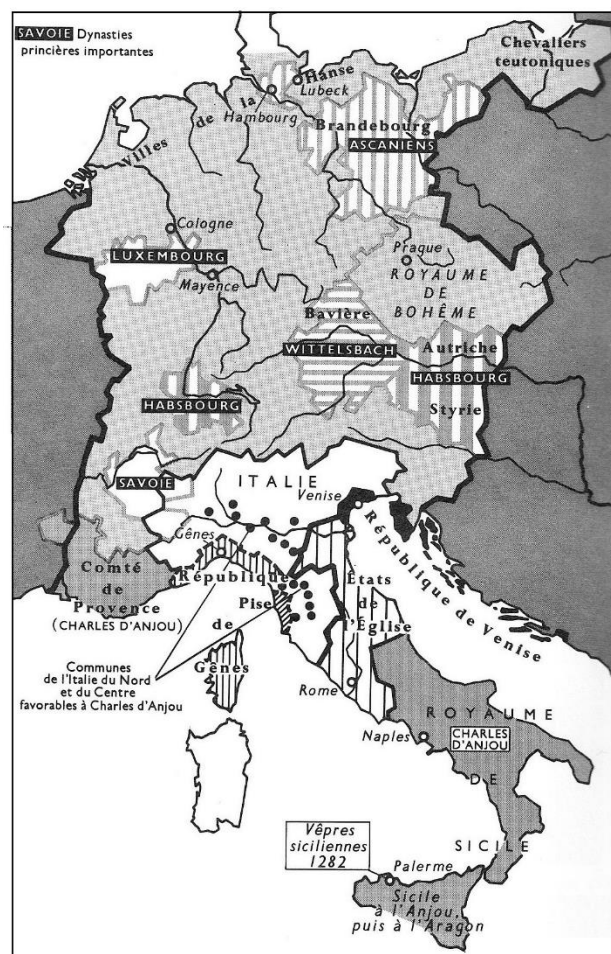 SAVOIE Dynasties
princières importantes
Chevaliers
teutoniques
Hanse
Lubeck
la
Hambourg
de
Villes
Brandebourg
ASCANIENS
Cologne
LUXEMBOURG
Mayence
Praque
ROYAUME
DE
BOHÊME
Bavière
WITTELSBACH
Autriche
HABSBOURG
Styrie
HABSBOURG
SAVOIE
ITALIE
Venise
Gênes
Comté
de
Provence
(CHARLES D'ANJOU)
République
Pise
de
Gênes
États
de
l'Église
République de Venise
Communes
de l'Italie du Nord
et du Centre
favorables à Charles d'Anjou
Rome
Naples
ROYAUME
CHARLES
D'ANJOU
DE
SICILE
Vêpres
siciliennes
1282
Palerme
Sicile
à l'Anjou,
puis à l'Aragon